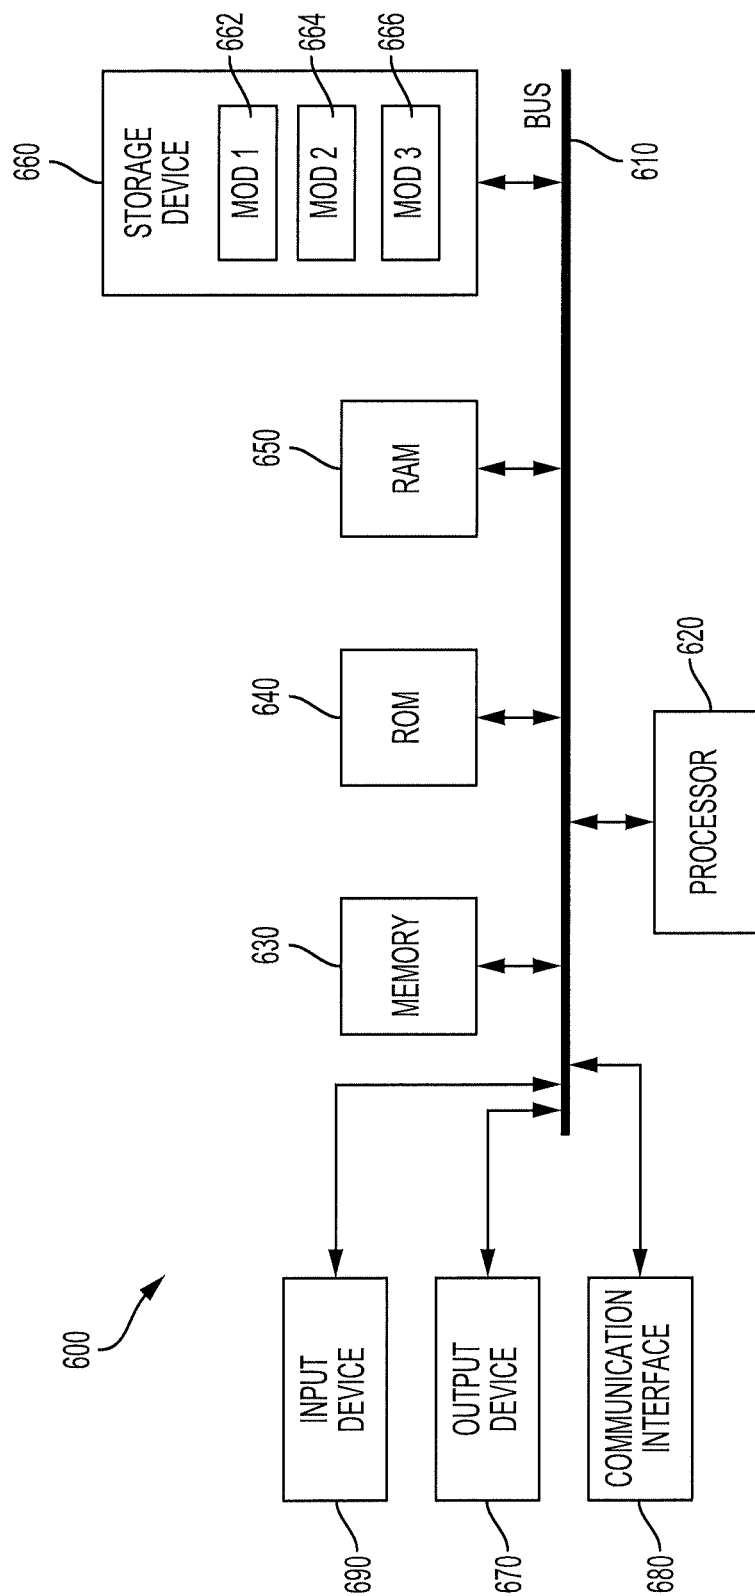 600
690
INPUT
DEVICE
670
OUTPUT
DEVICE
680
COMMUNICATION
INTERFACE
630
MEMORY
640
ROM
650
RAM
660
STORAGE
DEVICE
MOD 1
662
MOD 2
664
MOD 3
666
BUS
610
PROCESSOR
620